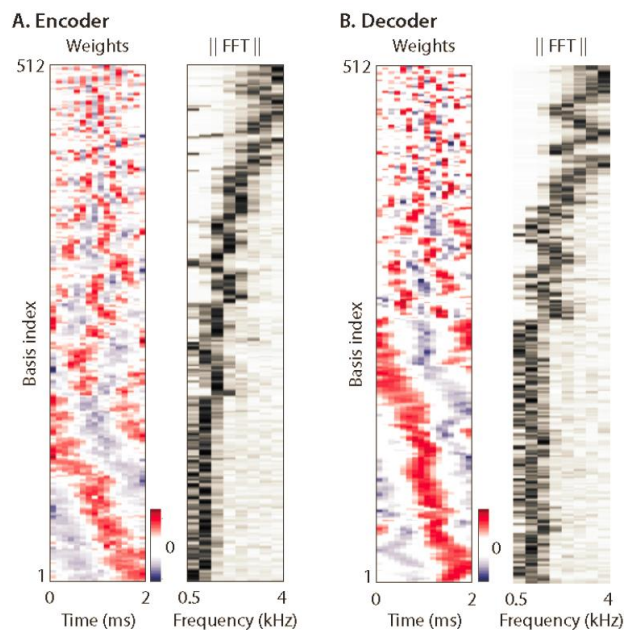 A. Encoder
Weights
|| FFT ||
512
Basis index
1
0
0
2
Time (ms)
0.5
4
Frequency (kHz)
B. Decoder
Weights
|| FFT ||
512
Basis index
1
0
0
2
Time (ms)
0.5
4
Frequency (kHz)